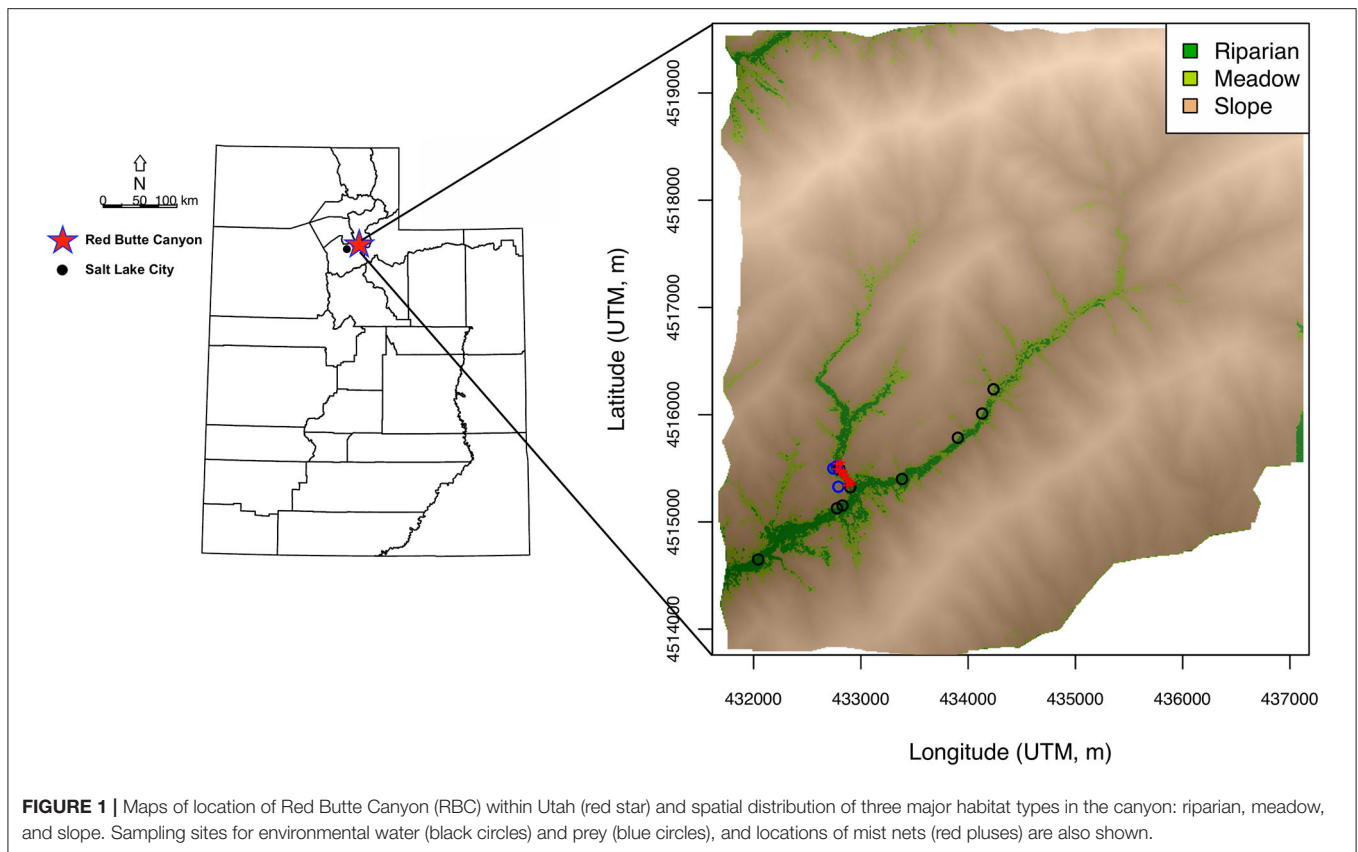 N
0 50 100 km
Red Butte Canyon
Salt Lake City
Riparian
Meadow
Slope
Latitude (UTM, m)
4519000
4518000
4517000
4516000
4515000
4514000
432000 433000 434000 435000 436000 437000
Longitude (UTM, m)
FIGURE 1 | Maps of location of Red Butte Canyon (RBC) within Utah (red star) and spatial distribution of three major habitat types in the canyon: riparian, meadow,
and slope. Sampling sites for environmental water (black circles) and prey (blue circles), and locations of mist nets (red pluses) are also shown.